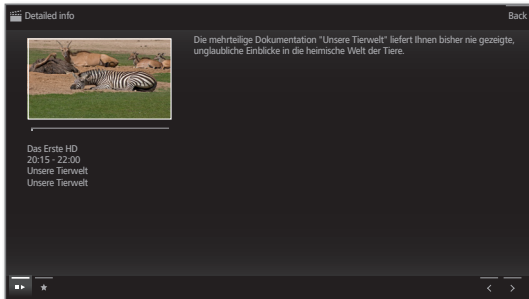 Detailed info
Back
Die mehrteilige Dokumentation "Unsere Tierwelt" liefert Ihnen bisher nie gezeigte,
unglaubliche Einblicke in die heimische Welt der Tiere.
Das Erste HD
20:15 - 22:00
Unsere Tierwelt
Unsere Tierwelt